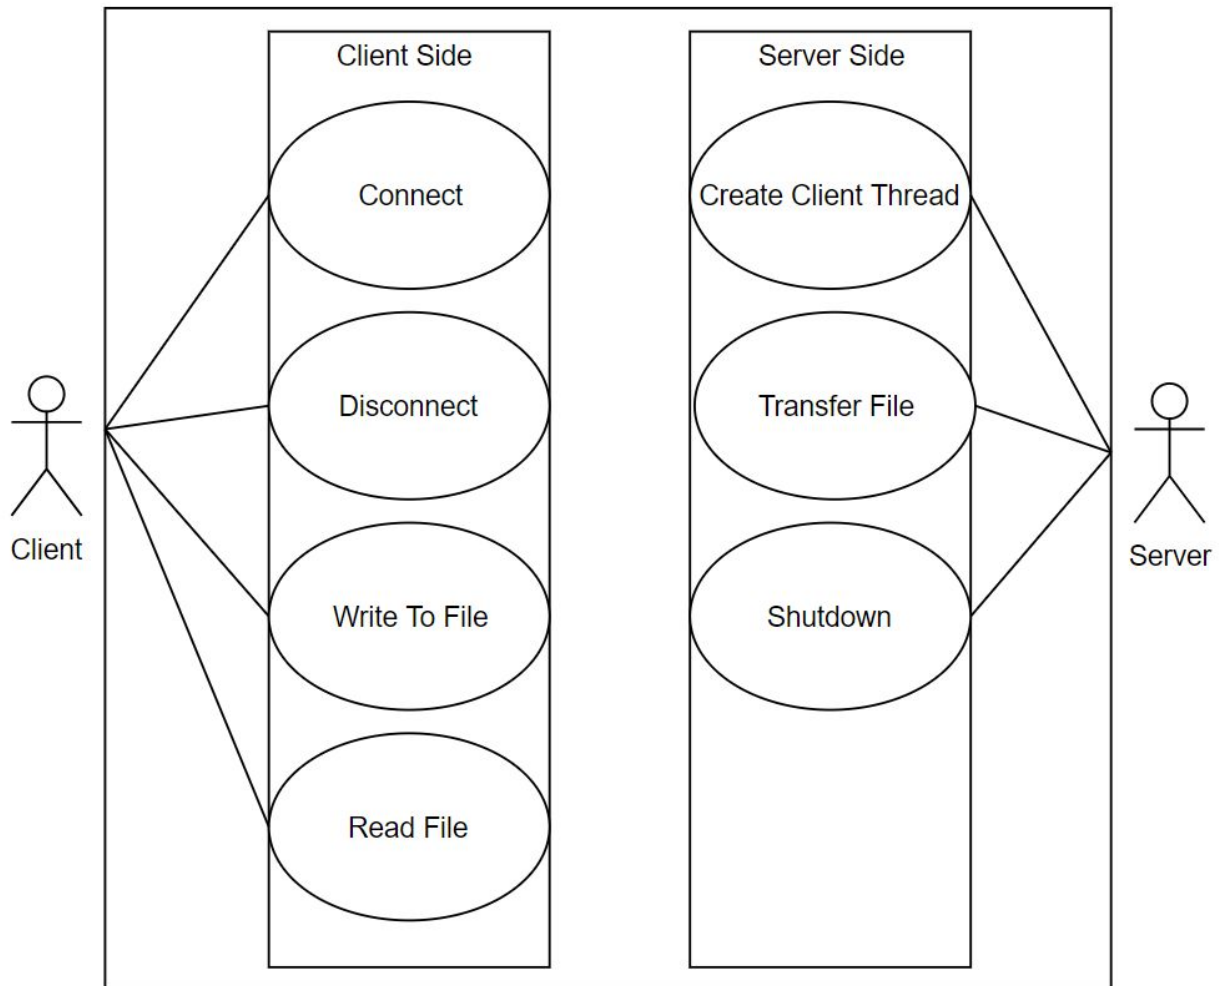 Client Side
Connect
Disconnect
Write To File
Read File
Server Side
Create Client Thread
Transfer File
Shutdown
Client
Server